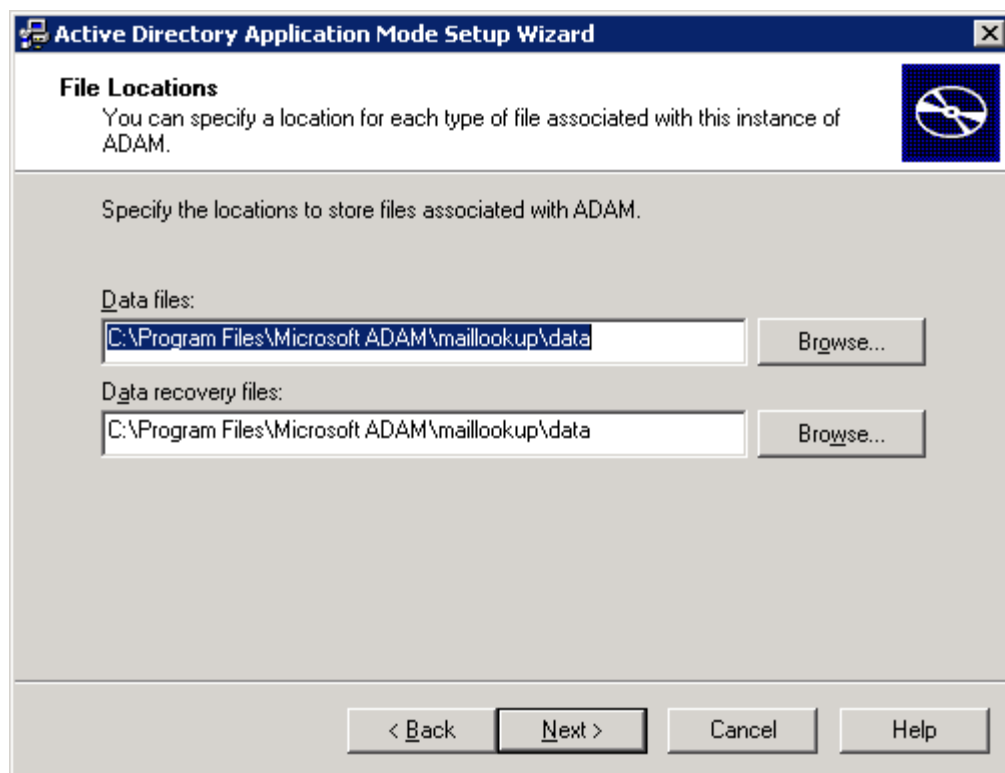 Active Directory Application Mode Setup Wizard
File Locations
You can specify a location for each type of file associated with this instance of
ADAM.
Specify the locations to store files associated with ADAM.
Data files:
C:\Program Files\Microsoft ADAM\maillookup\data
Browse...
Data recovery files:
C:\Program Files\Microsoft ADAM\maillookup\data
Browse...
< Back
Next >
Cancel
Help